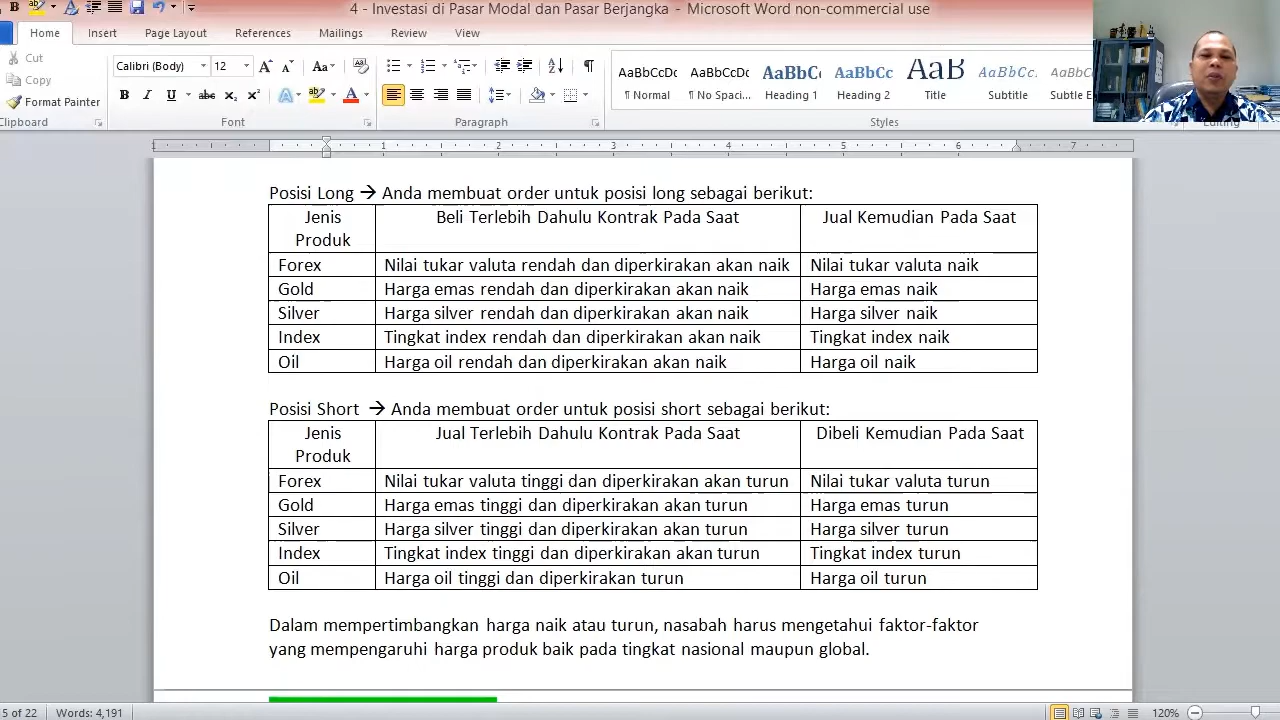 4 - Investasi di Pasar Modal dan Pasar Berjangka - Microsoft Word non-commercial use
Home Insert Page Layout References Mailings Review View
Cut
Copy
Format Painter
Clipboard
Calibri (Body) 12
Font
Paragraph
AaBbCcDc AaBbCcDc AaBbC AaBbCc AaB AaBbCc. AaBbCc
¶ Normal ¶ No Spaci... Heading 1 Heading 2 Title Subtitle Subtle E
Styles
Editing
1 1 2 3 4 5 6 7
Posisi Long → Anda membuat order untuk posisi long sebagai berikut:
Jenis Produk Beli Terlebih Dahulu Kontrak Pada Saat Jual Kemudian Pada Saat
Forex Nilai tukar valuta rendah dan diperkirakan akan naik Nilai tukar valuta naik
Gold Harga emas rendah dan diperkirakan akan naik Harga emas naik
Silver Harga silver rendah dan diperkirakan akan naik Harga silver naik
Index Tingkat index rendah dan diperkirakan akan naik Tingkat index naik
Oil Harga oil rendah dan diperkirakan akan naik Harga oil naik
Posisi Short → Anda membuat order untuk posisi short sebagai berikut:
Jenis Produk Jual Terlebih Dahulu Kontrak Pada Saat Dibeli Kemudian Pada Saat
Forex Nilai tukar valuta tinggi dan diperkirakan akan turun Nilai tukar valuta turun
Gold Harga emas tinggi dan diperkirakan akan turun Harga emas turun
Silver Harga silver tinggi dan diperkirakan akan turun Harga silver turun
Index Tingkat index tinggi dan diperkirakan akan turun Tingkat index turun
Oil Harga oil tinggi dan diperkirakan turun Harga oil turun
Dalam mempertimbangkan harga naik atau turun, nasabah harus mengetahui faktor-faktor
yang mempengaruhi harga produk baik pada tingkat nasional maupun global.
5 of 22 Words: 4,191 120%